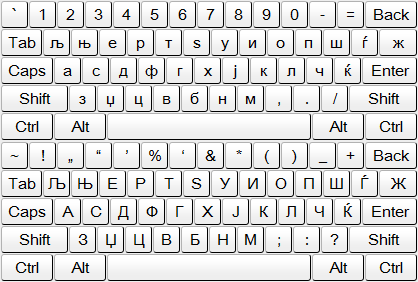 ` 1 2 3 4 5 6 7 8 9 0 - = Back
Tab љ њ е р т ѕ у и о п ш ѓ ж
Caps а с д ф г х ј к л ч ќ Enter
Shift з џ ц в б н м , . / Shift
Ctrl Alt Alt Ctrl
~ ! „ “ ’ % ‘ & * ( ) _ + Back
Tab Љ Њ Е Р Т Ѕ У И О П Ш Ѓ Ж
Caps А С Д Ф Г Х Ј К Л Ч Ќ Enter
Shift З Џ Ц В Б Н М ; : ? Shift
Ctrl Alt Alt Ctrl